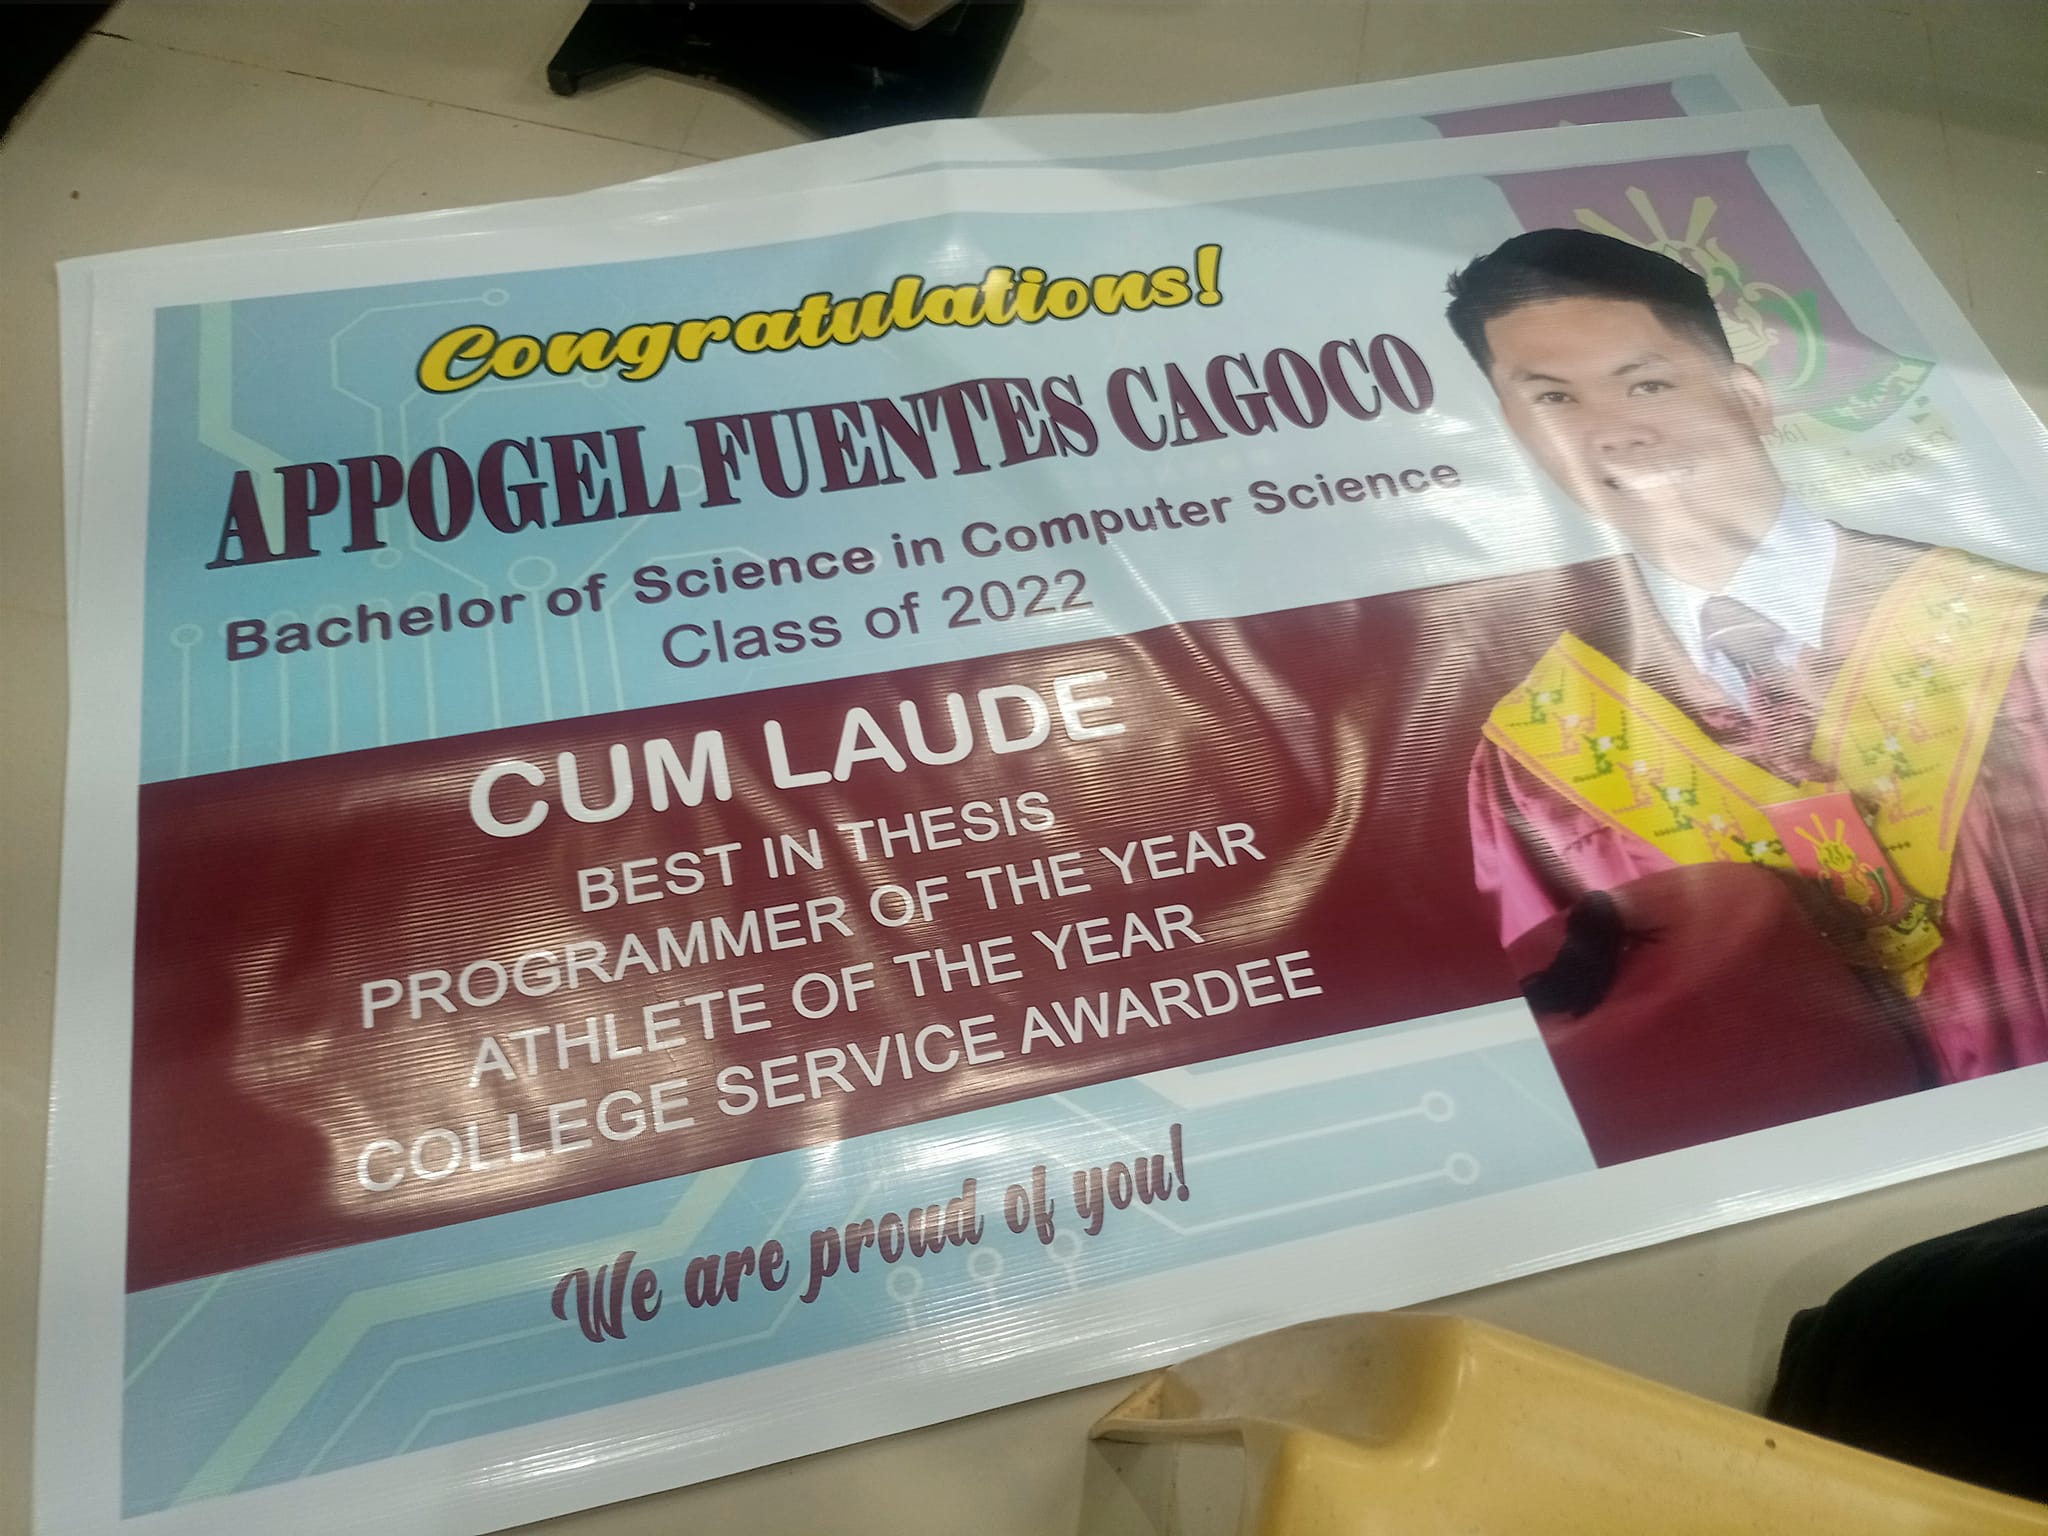 Congratulations!
APPOGEL FUENTES CAGOCO
Bachelor of Science in Computer Science
Class of 2022
CUM LAUDE
BEST IN THESIS
PROGRAMMER OF THE YEAR
ATHLETE OF THE YEAR
COLLEGE SERVICE AWARDEE
We are proud of you!